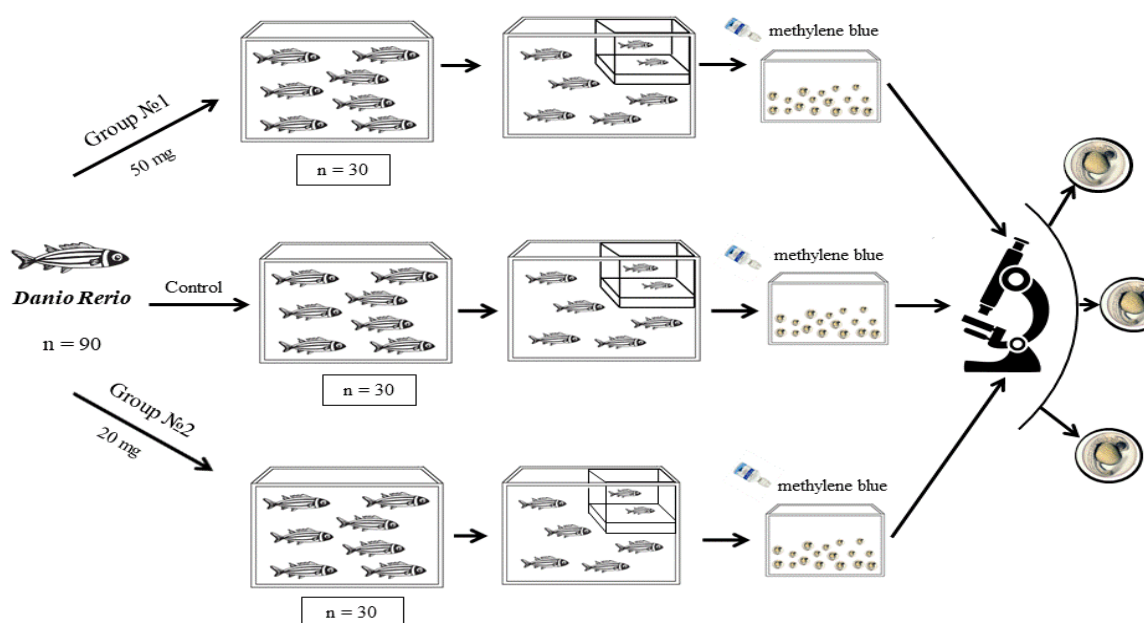 methylene blue
Group №1
50 mg
n = 30
methylene blue
Danio Rerio
Control
n = 90
n = 30
Group №2
20 mg
methylene blue
n = 30